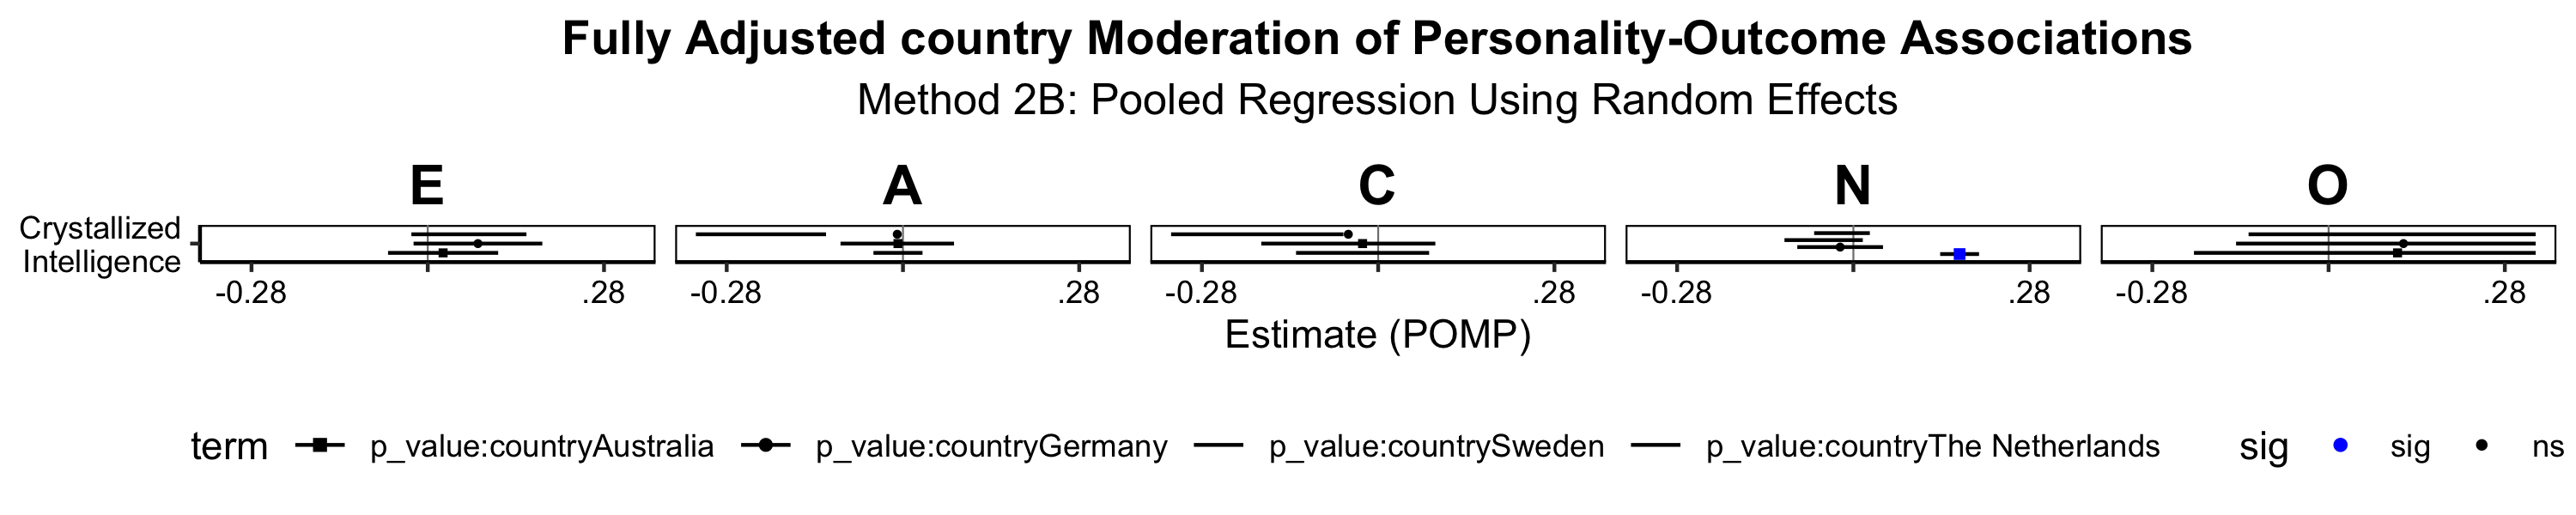 Fully Adjusted country Moderation of Personality-Outcome Associations
Method 2B: Pooled Regression Using Random Effects
E A C N O
Crystallized
Intelligence
-0.28 .28 -0.28 .28 -0.28 .28 -0.28 .28 -0.28 .28
Estimate (POMP)
term p_value:countryAustralia p_value:countryGermany p_value:countrySweden p_value:countryThe Netherlands sig sig ns